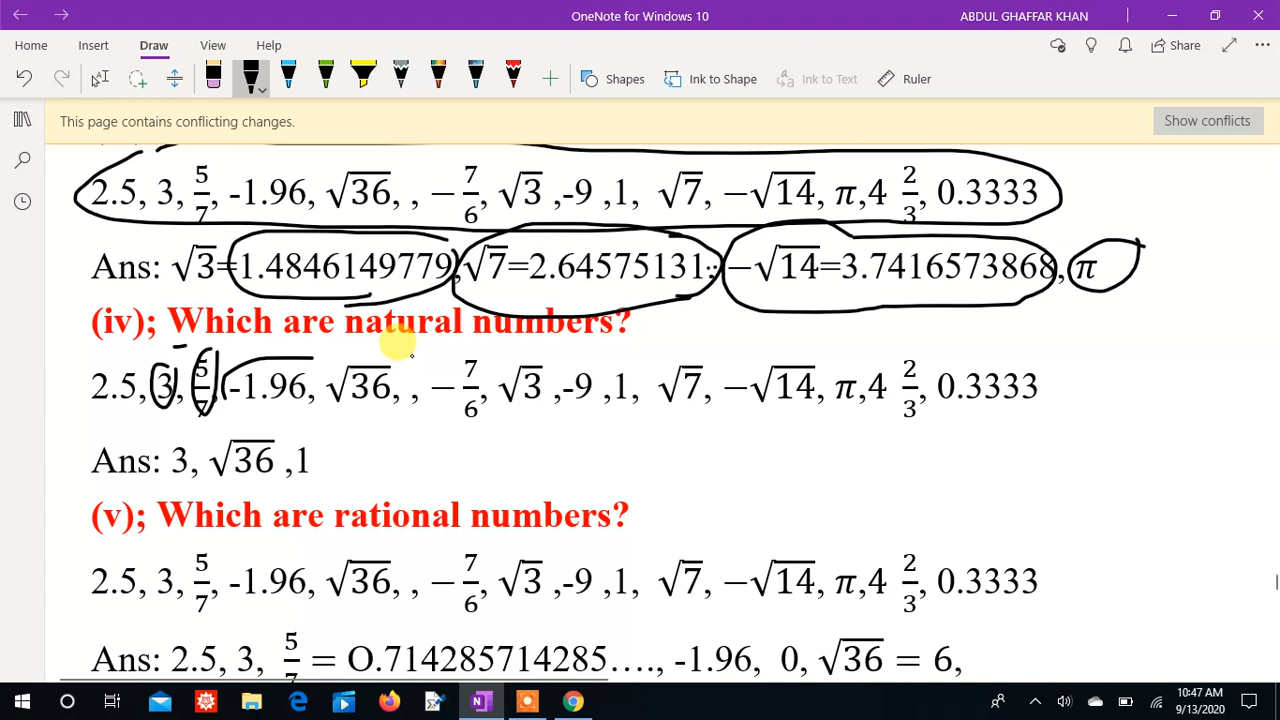 OneNote for Windows 10
ABDUL GHAFFAR KHAN
Home Insert Draw View Help Share
Shapes Ink to Shape Ink to Text Ruler
This page contains conflicting changes. Show conflicts
2.5, 3, 5/7, -1.96, √36, , −7/6, √3 ,-9 ,1, √7, −√14, π,4 2/3, 0.3333
Ans: √3=1.4846149779, √7=2.64575131.. −√14=3.7416573868, π
(iv); Which are natural numbers?
2.5, 3, 5/7, -1.96, √36, , −7/6, √3 ,-9 ,1, √7, −√14, π,4 2/3, 0.3333
Ans: 3, √36 ,1
(v); Which are rational numbers?
2.5, 3, 5/7, -1.96, √36, , −7/6, √3 ,-9 ,1, √7, −√14, π,4 2/3, 0.3333
Ans: 2.5, 3, 5/7 = O.714285714285…., -1.96, 0, √36 = 6,
10:47 AM
9/13/2020